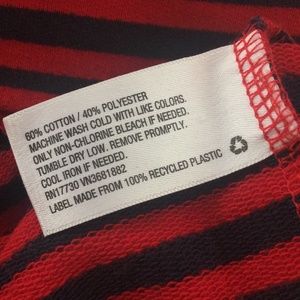 60% COTTON / 40% POLYESTER
MACHINE WASH COLD WITH LIKE COLORS.
ONLY NON-CHLORINE BLEACH IF NEEDED.
TUMBLE DRY LOW. REMOVE PROMPTLY.
COOL IRON IF NEEDED.
RN17730 VN3681882
LABEL MADE FROM 100% RECYCLED PLASTIC